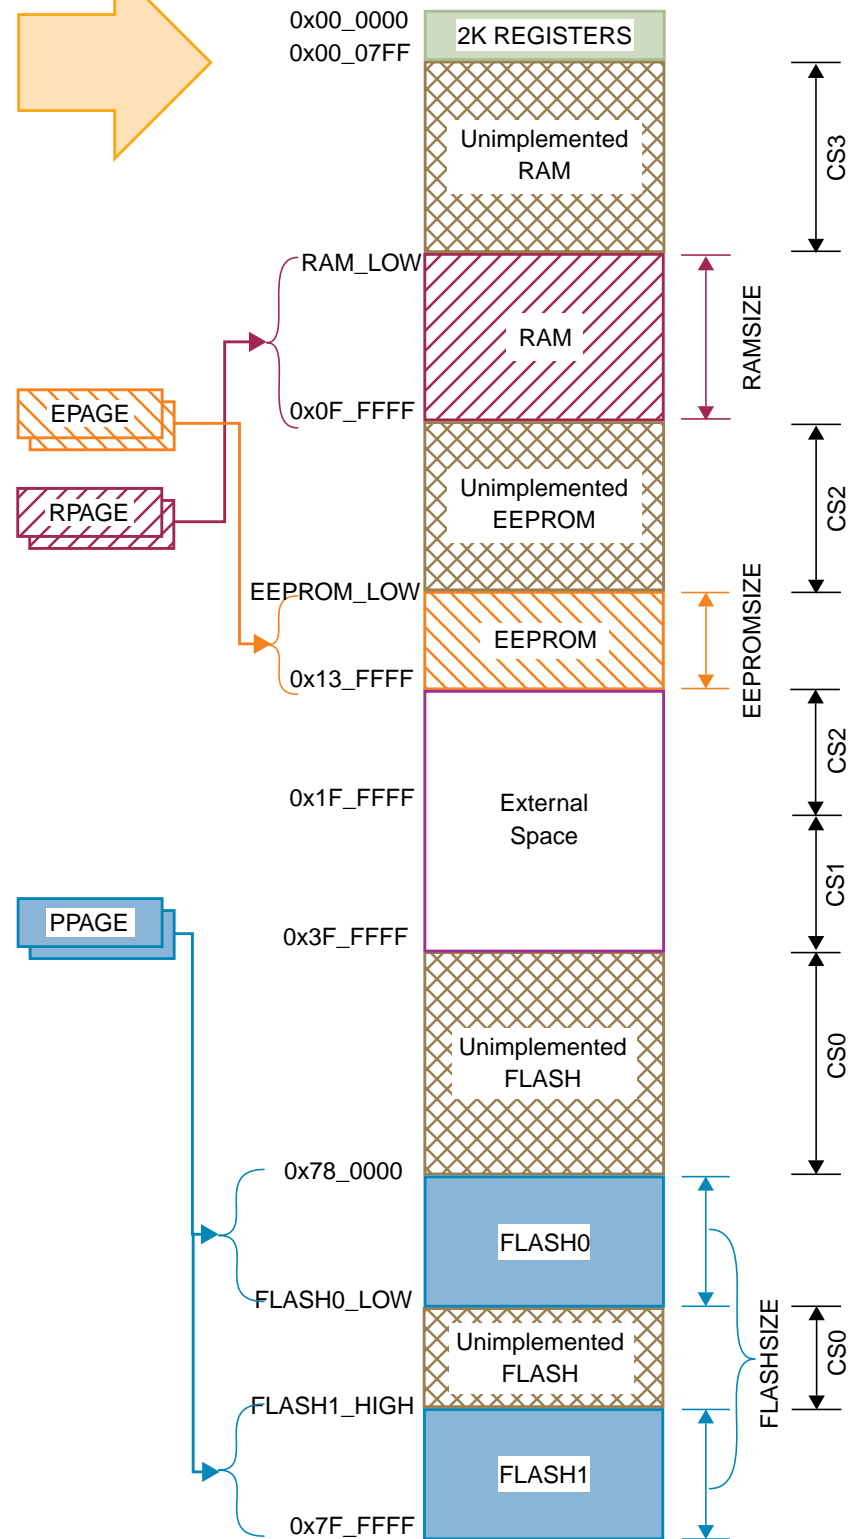 0x00_0000
2K REGISTERS
0x00_07FF
Unimplemented
RAM
CS3
RAM_LOW
RAM
RAMSIZE
EPAGE
0x0F_FFFF
RPAGE
Unimplemented
EEPROM
CS2
EEPROM_LOW
EEPROM
EEPROMSIZE
0x13_FFFF
CS2
0x1F_FFFF
External
Space
CS1
PPAGE
0x3F_FFFF
Unimplemented
FLASH
CS0
0x78_0000
FLASH0
FLASH0_LOW
Unimplemented
FLASH
FLASHSIZE
CS0
FLASH1_HIGH
FLASH1
0x7F_FFFF